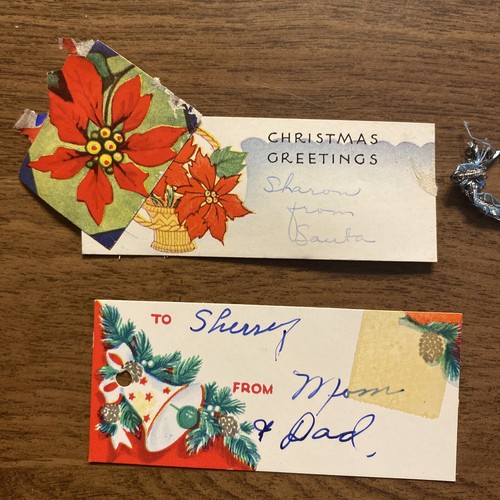 CHRISTMAS
GREETINGS
Sharon
from
Santa
TO Sherry
FROM Mom
& Dad,